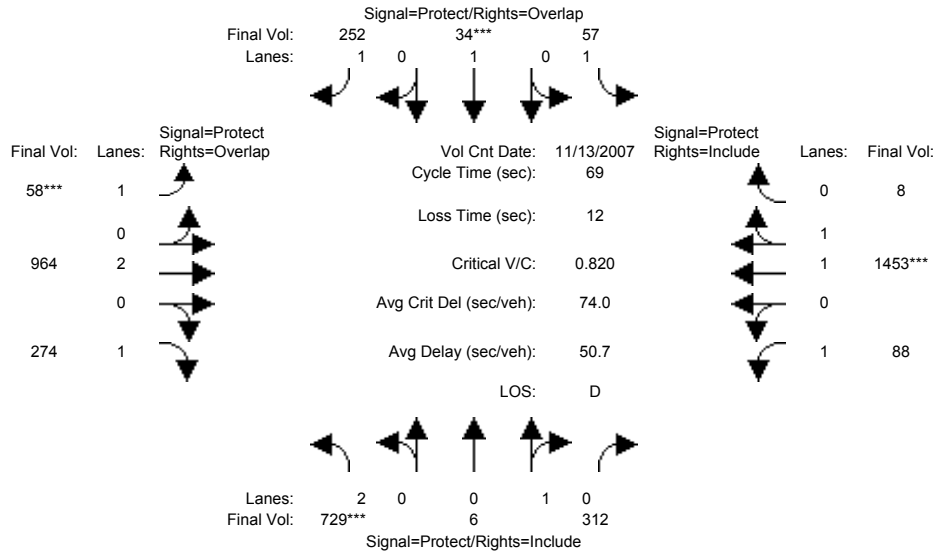 Signal=Protect/Rights=Overlap
Final Vol: 252 34*** 57
Lanes: 1 0 1 0 1
Signal=Protect
Final Vol: Lanes: Rights=Overlap
Vol Cnt Date: 11/13/2007
Signal=Protect
Rights=Include Lanes: Final Vol:
Cycle Time (sec): 69
58*** 1
0 8
Loss Time (sec): 12
0
1
964 2
Critical V/C: 0.820
1 1453***
0
Avg Crit Del (sec/veh): 74.0
0
274 1
Avg Delay (sec/veh): 50.7
1 88
LOS: D
Lanes: 2 0 0 1 0
Final Vol: 729*** 6 312
Signal=Protect/Rights=Include